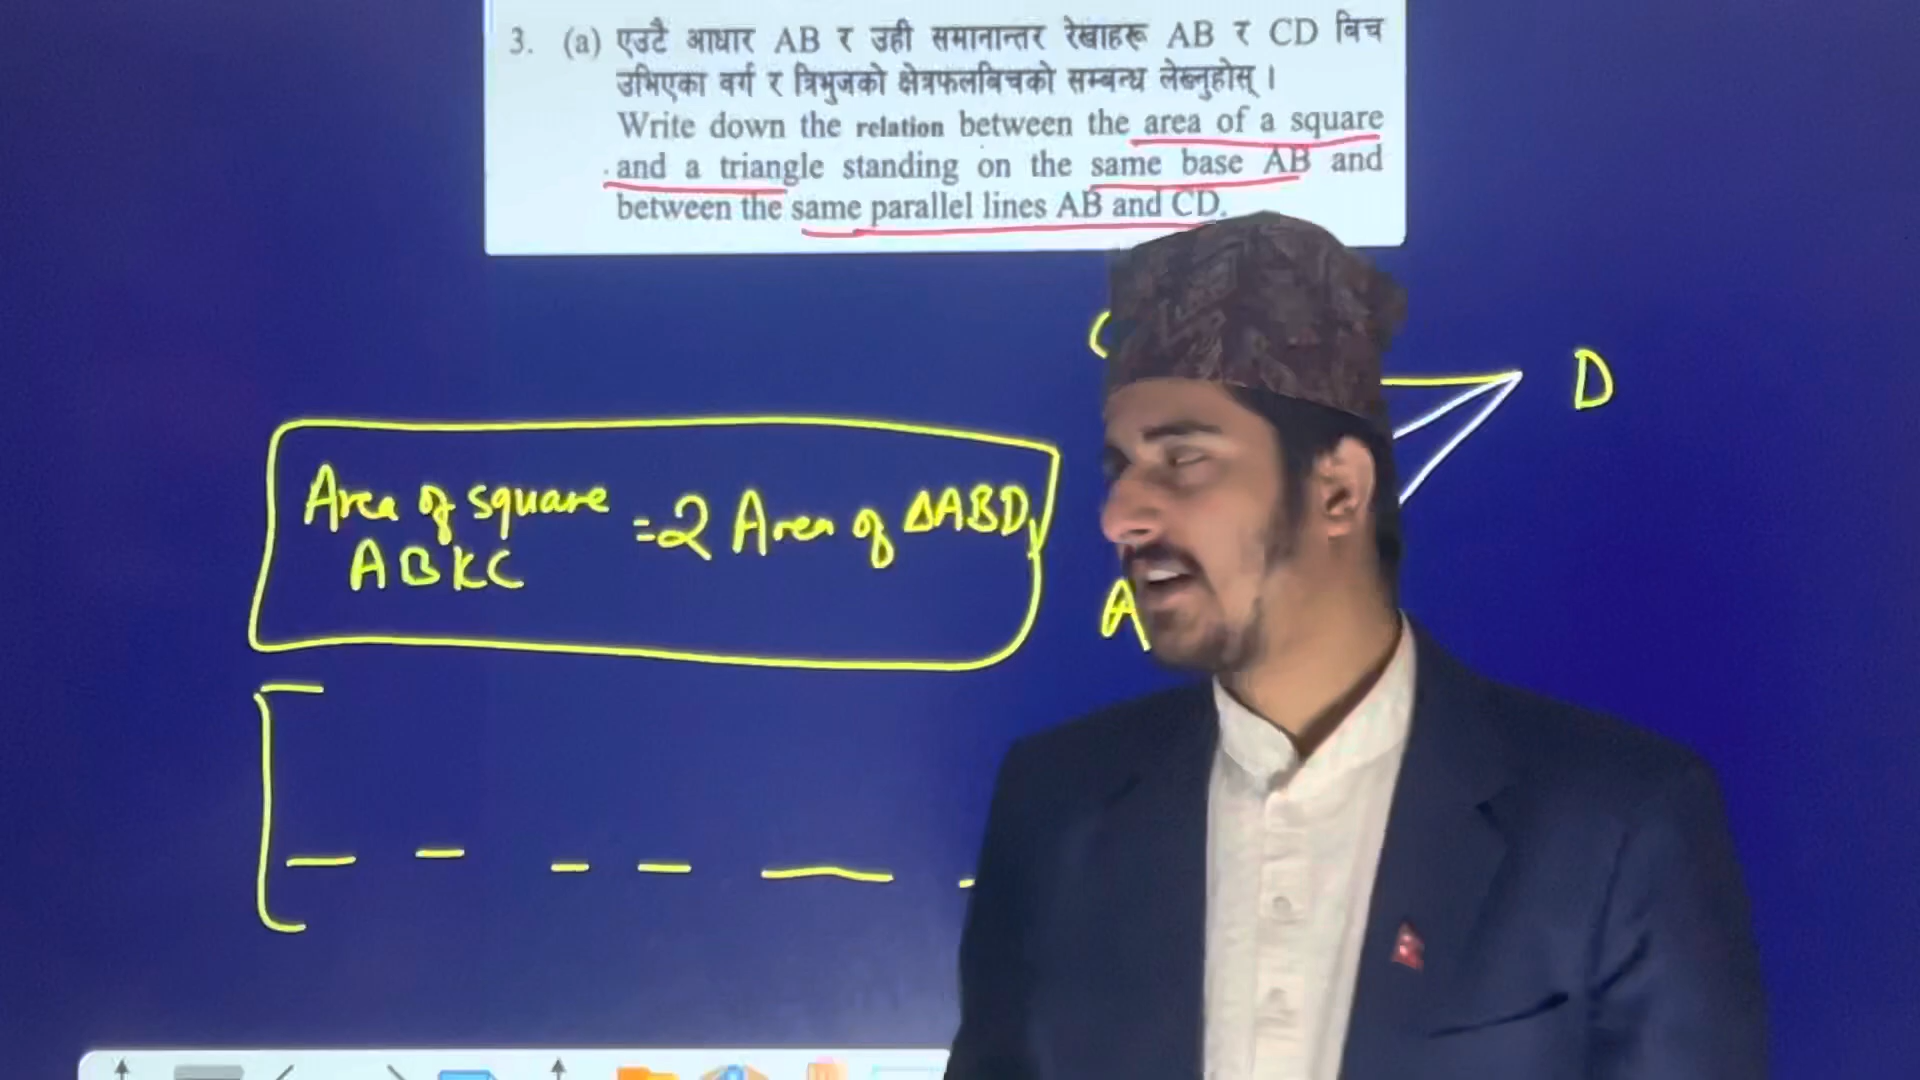 3. (a) एउटै आधार AB र उही समानान्तर रेखाहरू AB र CD बिच
उभिएका वर्ग र त्रिभुजको क्षेत्रफलबिचको सम्बन्ध लेख्नुहोस् ।
Write down the relation between the area of a square
and a triangle standing on the same base AB and
between the same parallel lines AB and CD.
C
D
Area of square = 2 Area of ΔABD
ABKC
A